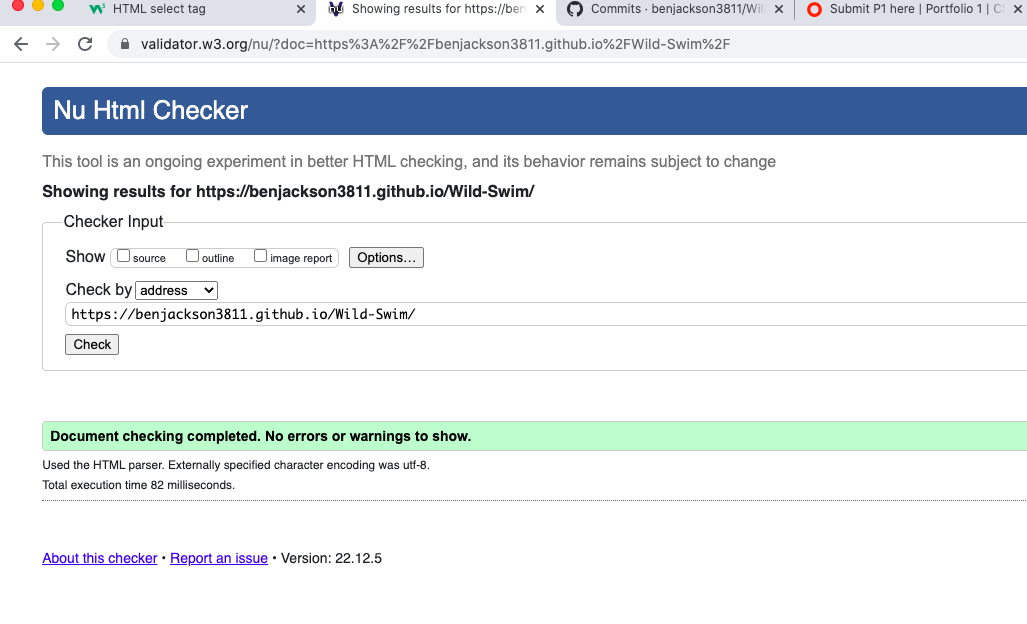 HTML select tag
Showing results for https://ben
Commits · benjackson3811/Wil
Submit P1 here | Portfolio 1 | CS
validator.w3.org/nu/?doc=https%3A%2F%2Fbenjackson3811.github.io%2FWild-Swim%2F
Nu Html Checker
This tool is an ongoing experiment in better HTML checking, and its behavior remains subject to change
Showing results for https://benjackson3811.github.io/Wild-Swim/
Checker Input
Show source outline image report Options...
Check by address
https://benjackson3811.github.io/Wild-Swim/
Check
Document checking completed. No errors or warnings to show.
Used the HTML parser. Externally specified character encoding was utf-8.
Total execution time 82 milliseconds.
About this checker • Report an issue • Version: 22.12.5